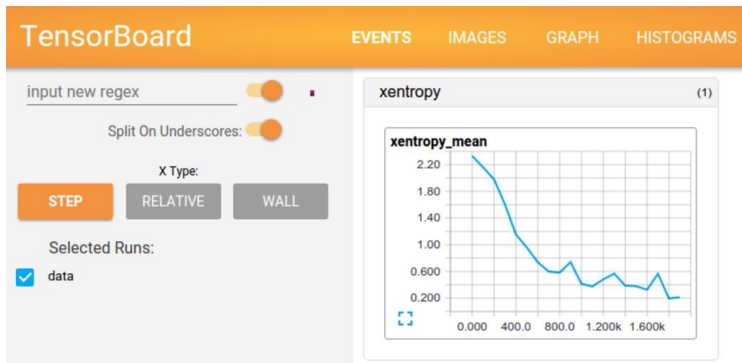 TensorBoard
EVENTS IMAGES GRAPH HISTOGRAMS
input new regex
Split On Underscores:
X Type:
STEP RELATIVE WALL
Selected Runs:
data
xentropy (1)
xentropy_mean
2.20
1.80
1.40
1.00
0.600
0.200
0.000 400.0 800.0 1.200k 1.600k